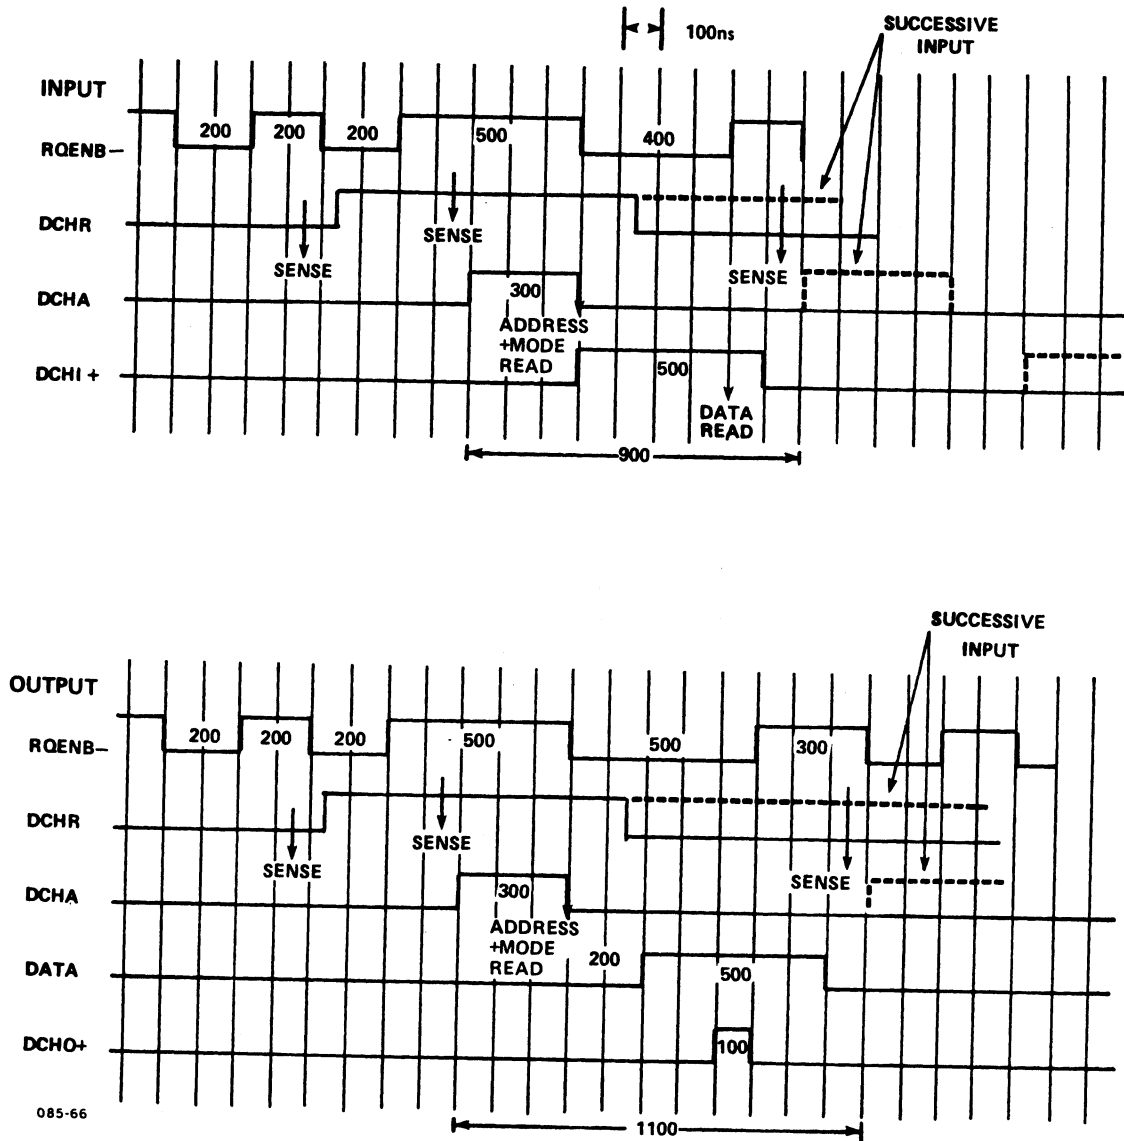 100ns
SUCCESSIVE
INPUT
INPUT
RQENB–
200
200
200
500
400
DCHR
SENSE
SENSE
SENSE
DCHA
300
ADDRESS
+MODE
READ
DCHI +
500
DATA
READ
900
SUCCESSIVE
INPUT
OUTPUT
RQENB–
200
200
200
500
500
300
DCHR
SENSE
SENSE
SENSE
DCHA
300
ADDRESS
+MODE
READ
200
DATA
500
DCHO+
100
085-66
1100